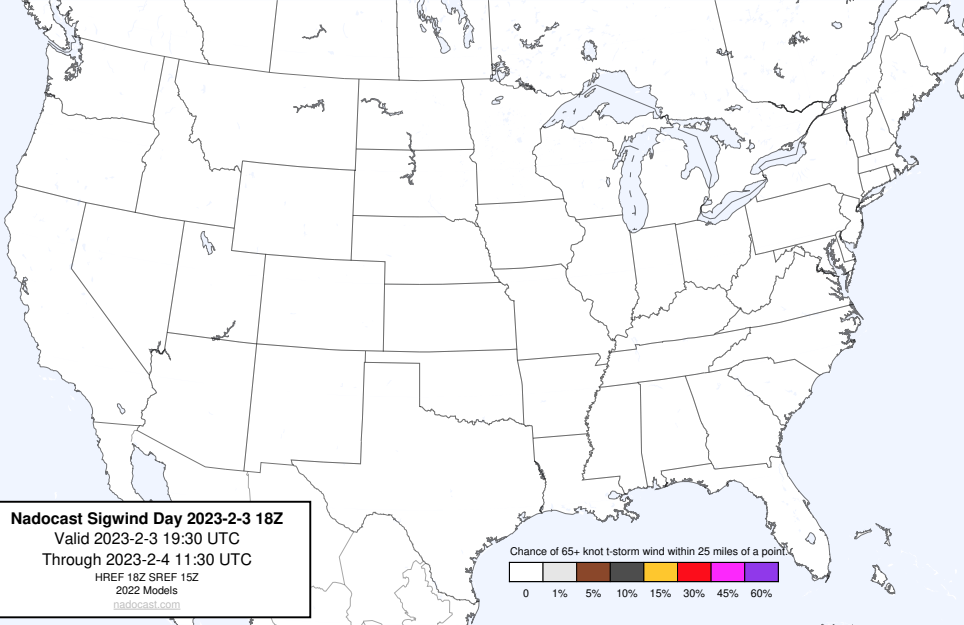 Nadocast Sigwind Day 2023-2-3 18Z
Valid 2023-2-3 19:30 UTC
Through 2023-2-4 11:30 UTC
HREF 18Z SREF 15Z
2022 Models
nadocast.com
Chance of 65+ knot t-storm wind within 25 miles of a point.
0 1% 5% 10% 15% 30% 45% 60%